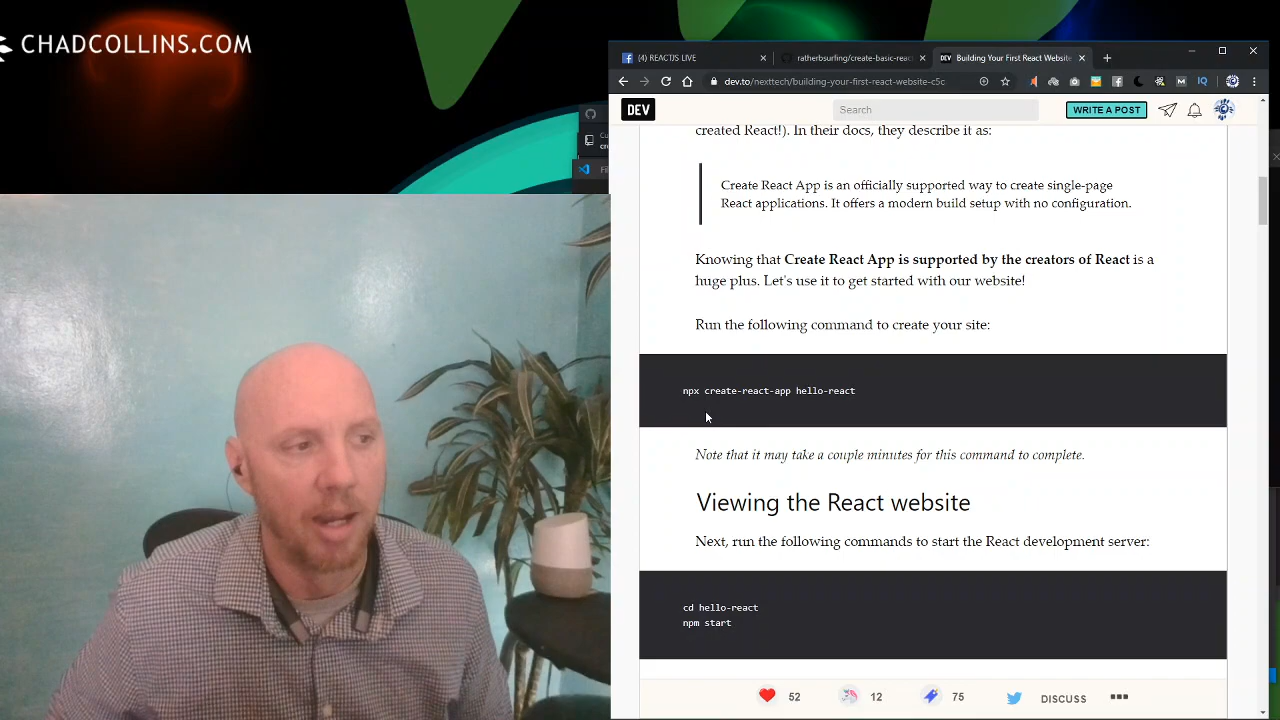 CHADCOLLINS.COM
(4) REACTJS LIVE
ratherbsurfing/create-basic-reac
DEV Building Your First React Website
dev.to/nexttech/building-your-first-react-website-c5c
DEV
Search
WRITE A POST
created React!). In their docs, they describe it as:
Create React App is an officially supported way to create single-page
React applications. It offers a modern build setup with no configuration.
Knowing that Create React App is supported by the creators of React is a
huge plus. Let's use it to get started with our website!
Run the following command to create your site:
npx create-react-app hello-react
Note that it may take a couple minutes for this command to complete.
Viewing the React website
Next, run the following commands to start the React development server:
cd hello-react
npm start
52
12
75
DISCUSS